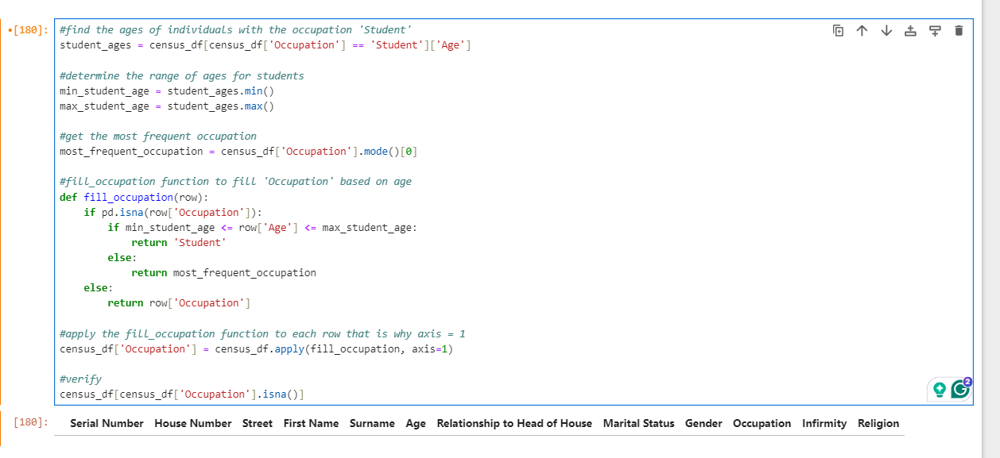 [180]: #find the ages of individuals with the occupation 'Student'
student_ages = census_df[census_df['Occupation'] == 'Student']['Age']
#determine the range of ages for students
min_student_age = student_ages.min()
max_student_age = student_ages.max()
#get the most frequent occupation
most_frequent_occupation = census_df['Occupation'].mode()[0]
#fill_occupation function to fill 'Occupation' based on age
def fill_occupation(row):
    if pd.isna(row['Occupation']):
        if min_student_age <= row['Age'] <= max_student_age:
            return 'Student'
        else:
            return most_frequent_occupation
    else:
        return row['Occupation']
#apply the fill_occupation function to each row that is why axis = 1
census_df['Occupation'] = census_df.apply(fill_occupation, axis=1)
#verify
census_df[census_df['Occupation'].isna()]
2
[180]: Serial Number House Number Street First Name Surname Age Relationship to Head of House Marital Status Gender Occupation Infirmity Religion